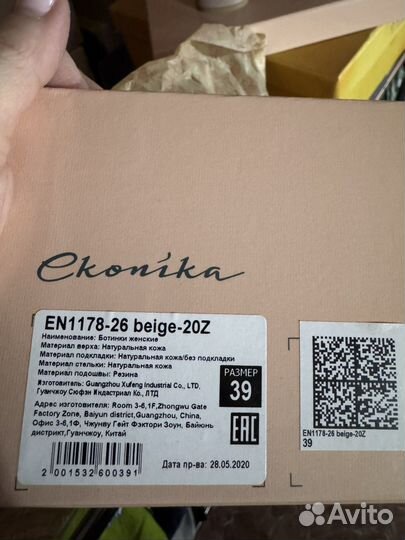 Ekonika
EN1178-26 beige-20Z
Наименование: Ботинки женские
Материал верха: Натуральная кожа
Материал подкладки: Натуральная кожа/без подкладки
Материал стельки: Натуральная кожа
Материал подошвы: Резина
Изготовитель: Guangzhou Xufeng Industrial Co., LTD,
Гуанчжоу Сюфэн Индастриал Ко., ЛТД
Адрес изготовителя: Room 3-6,1F,Zhongwu Gate
Factory Zone, Baiyun district,Guangzhou, China,
Офис 3-6,1Ф, Чжунву Гейт Фэктори Зоун, Байюнь
дистрикт,Гуанчжоу, Китай
РАЗМЕР
39
EAC
2001532600391
Дата пр-ва: 28.05.2020
EN1178-26 beige-20Z
39
Avito